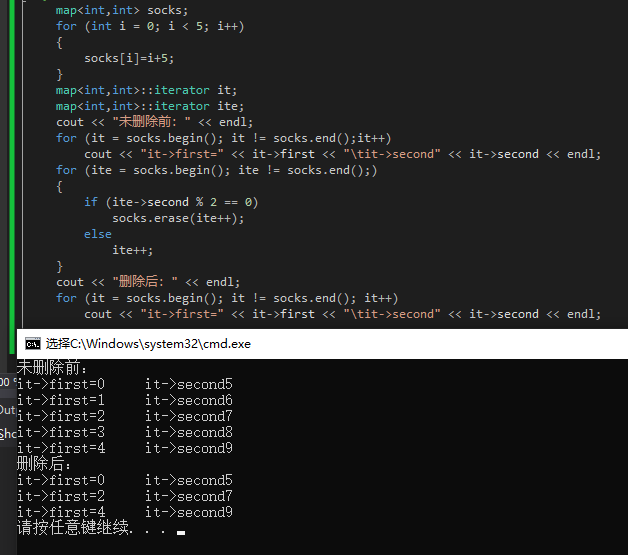 map<int,int> socks;
for (int i = 0; i < 5; i++)
{
socks[i]=i+5;
}
map<int,int>::iterator it;
map<int,int>::iterator ite;
cout << "未删除前: " << endl;
for (it = socks.begin(); it != socks.end();it++)
cout << "it->first=" << it->first << "\tit->second" << it->second << endl;
for (ite = socks.begin(); ite != socks.end();)
{
if (ite->second % 2 == 0)
socks.erase(ite++);
else
ite++;
}
cout << "删除后: " << endl;
for (it = socks.begin(); it != socks.end(); it++)
cout << "it->first=" << it->first << "\tit->second" << it->second << endl;
选择C:\Windows\system32\cmd.exe
未删除前:
it->first=0 it->second5
it->first=1 it->second6
it->first=2 it->second7
it->first=3 it->second8
it->first=4 it->second9
删除后:
it->first=0 it->second5
it->first=2 it->second7
it->first=4 it->second9
请按任意键继续. . .